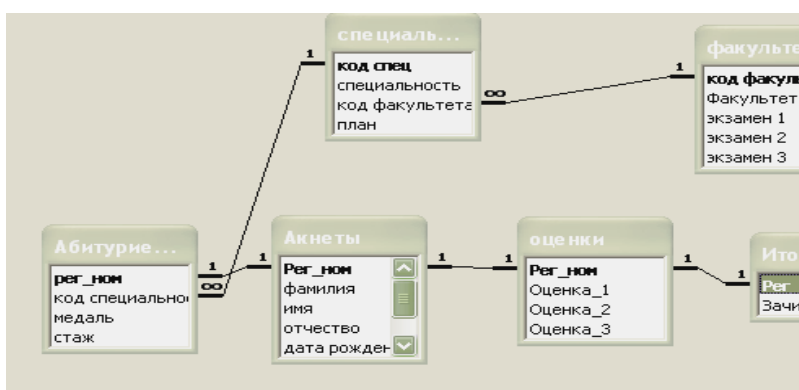 специаль...
код спец
специальность
код факультета
план
факульте
код факуль
Факультет
экзамен 1
экзамен 2
экзамен 3
1
∞
1
Абитурие...
рег_ном
код специально
медаль
стаж
1
∞
Акнеты
Рег_ном
фамилия
имя
отчество
дата рожден
1
1
оценки
Рег_ном
Оценка_1
Оценка_2
Оценка_3
1
1
Ито
Рег
Зачи
1